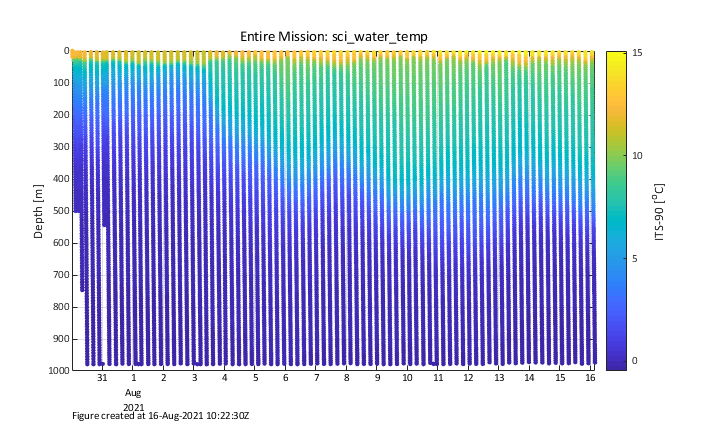 Entire Mission: sci_water_temp
0
100
200
300
400
500
600
700
800
900
1000
Depth [m]
31 1 2 3 4 5 6 7 8 9 10 11 12 13 14 15 16
Aug
2021
15
10
5
0
ITS-90 [°C]
Figure created at 16-Aug-2021 10:22:30Z